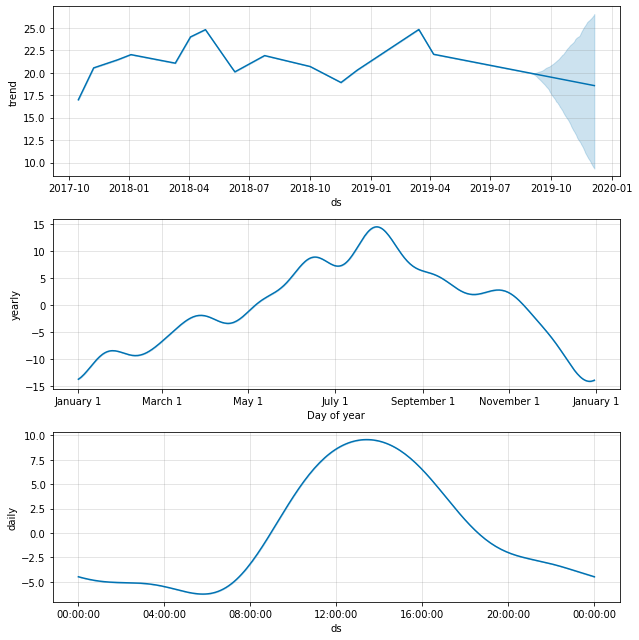 25.0
22.5
20.0
17.5
15.0
12.5
10.0
trend
2017-10 2018-01 2018-04 2018-07 2018-10 2019-01 2019-04 2019-07 2019-10 2020-01
ds
15
10
5
0
−5
−10
−15
yearly
January 1 March 1 May 1 July 1 September 1 November 1 January 1
Day of year
10.0
7.5
5.0
2.5
0.0
−2.5
−5.0
daily
00:00:00 04:00:00 08:00:00 12:00:00 16:00:00 20:00:00 00:00:00
ds